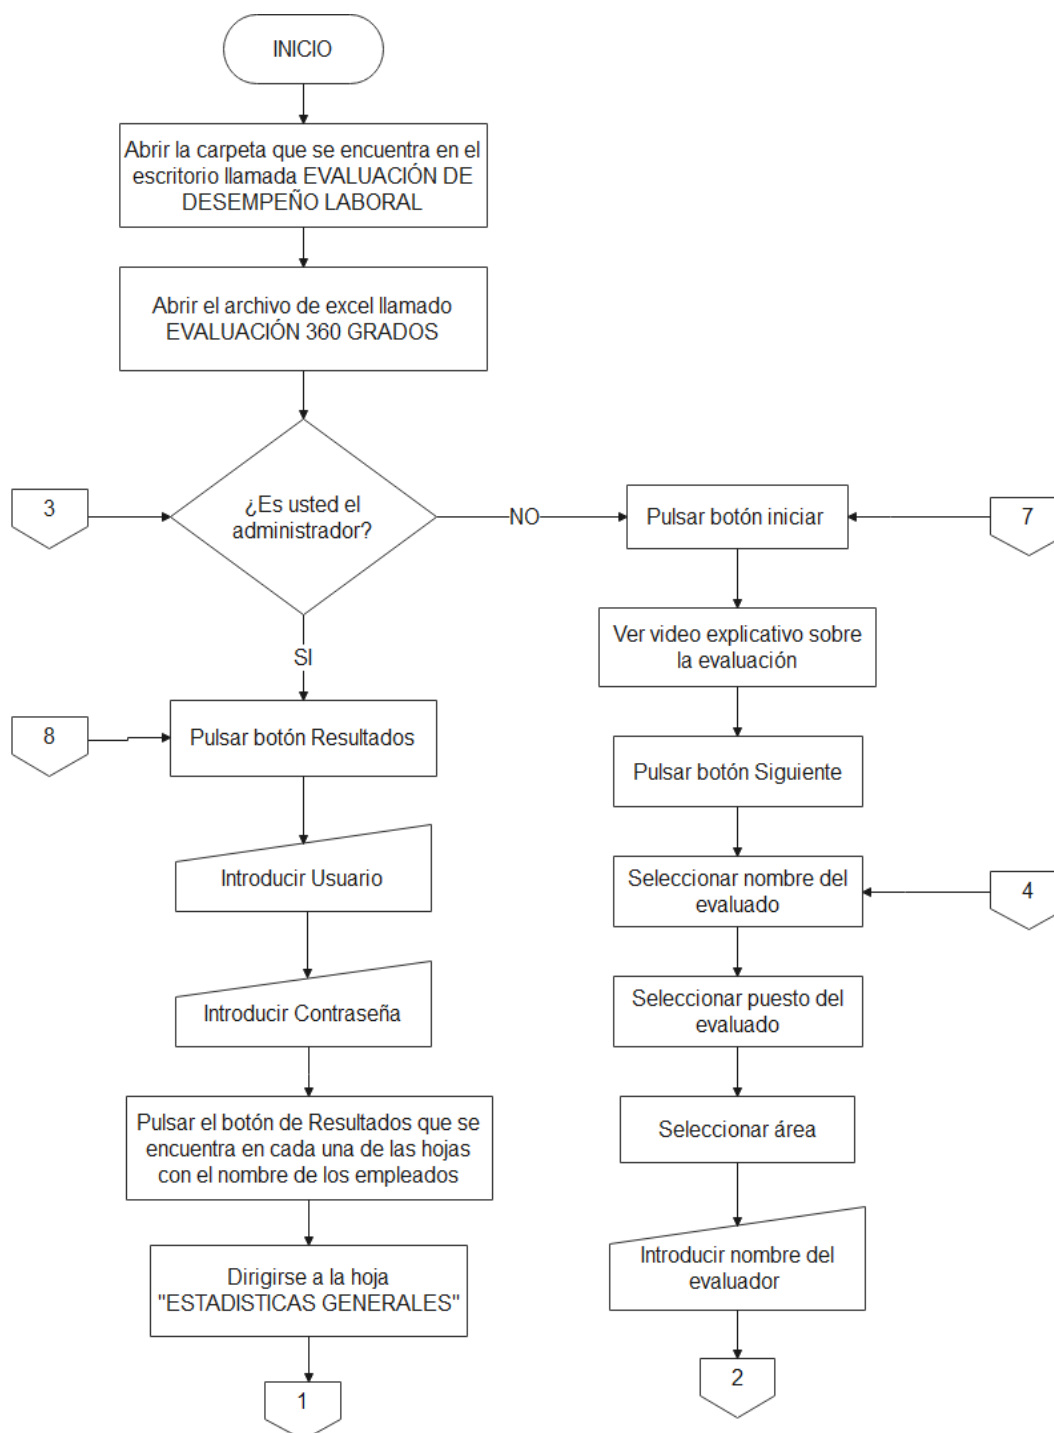 INICIO
Abrir la carpeta que se encuentra en el
escritorio llamada EVALUACIÓN DE
DESEMPEÑO LABORAL
Abrir el archivo de excel llamado
EVALUACIÓN 360 GRADOS
3
¿Es usted el
administrador?
NO
Pulsar botón iniciar
7
Ver video explicativo sobre
la evaluación
SI
8
Pulsar botón Resultados
Pulsar botón Siguiente
Introducir Usuario
Seleccionar nombre del
evaluado
4
Introducir Contraseña
Seleccionar puesto del
evaluado
Pulsar el botón de Resultados que se
encuentra en cada una de las hojas
con el nombre de los empleados
Seleccionar área
Dirigirse a la hoja
"ESTADISTICAS GENERALES"
Introducir nombre del
evaluador
1
2